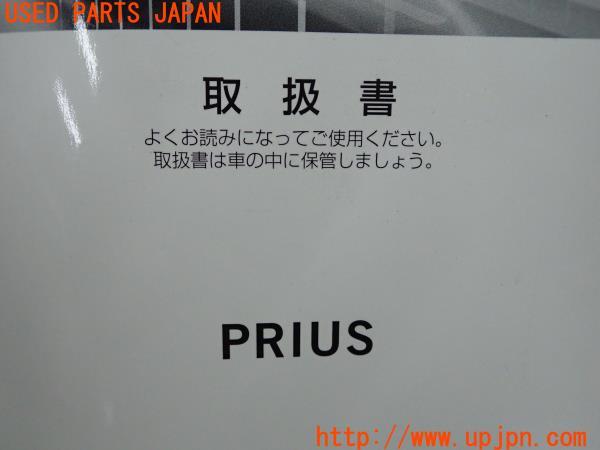 USED PARTS JAPAN
取扱書
よくお読みになってご使用ください。
取扱書は車の中に保管しましょう。
PRIUS
http://www.upjpn.com